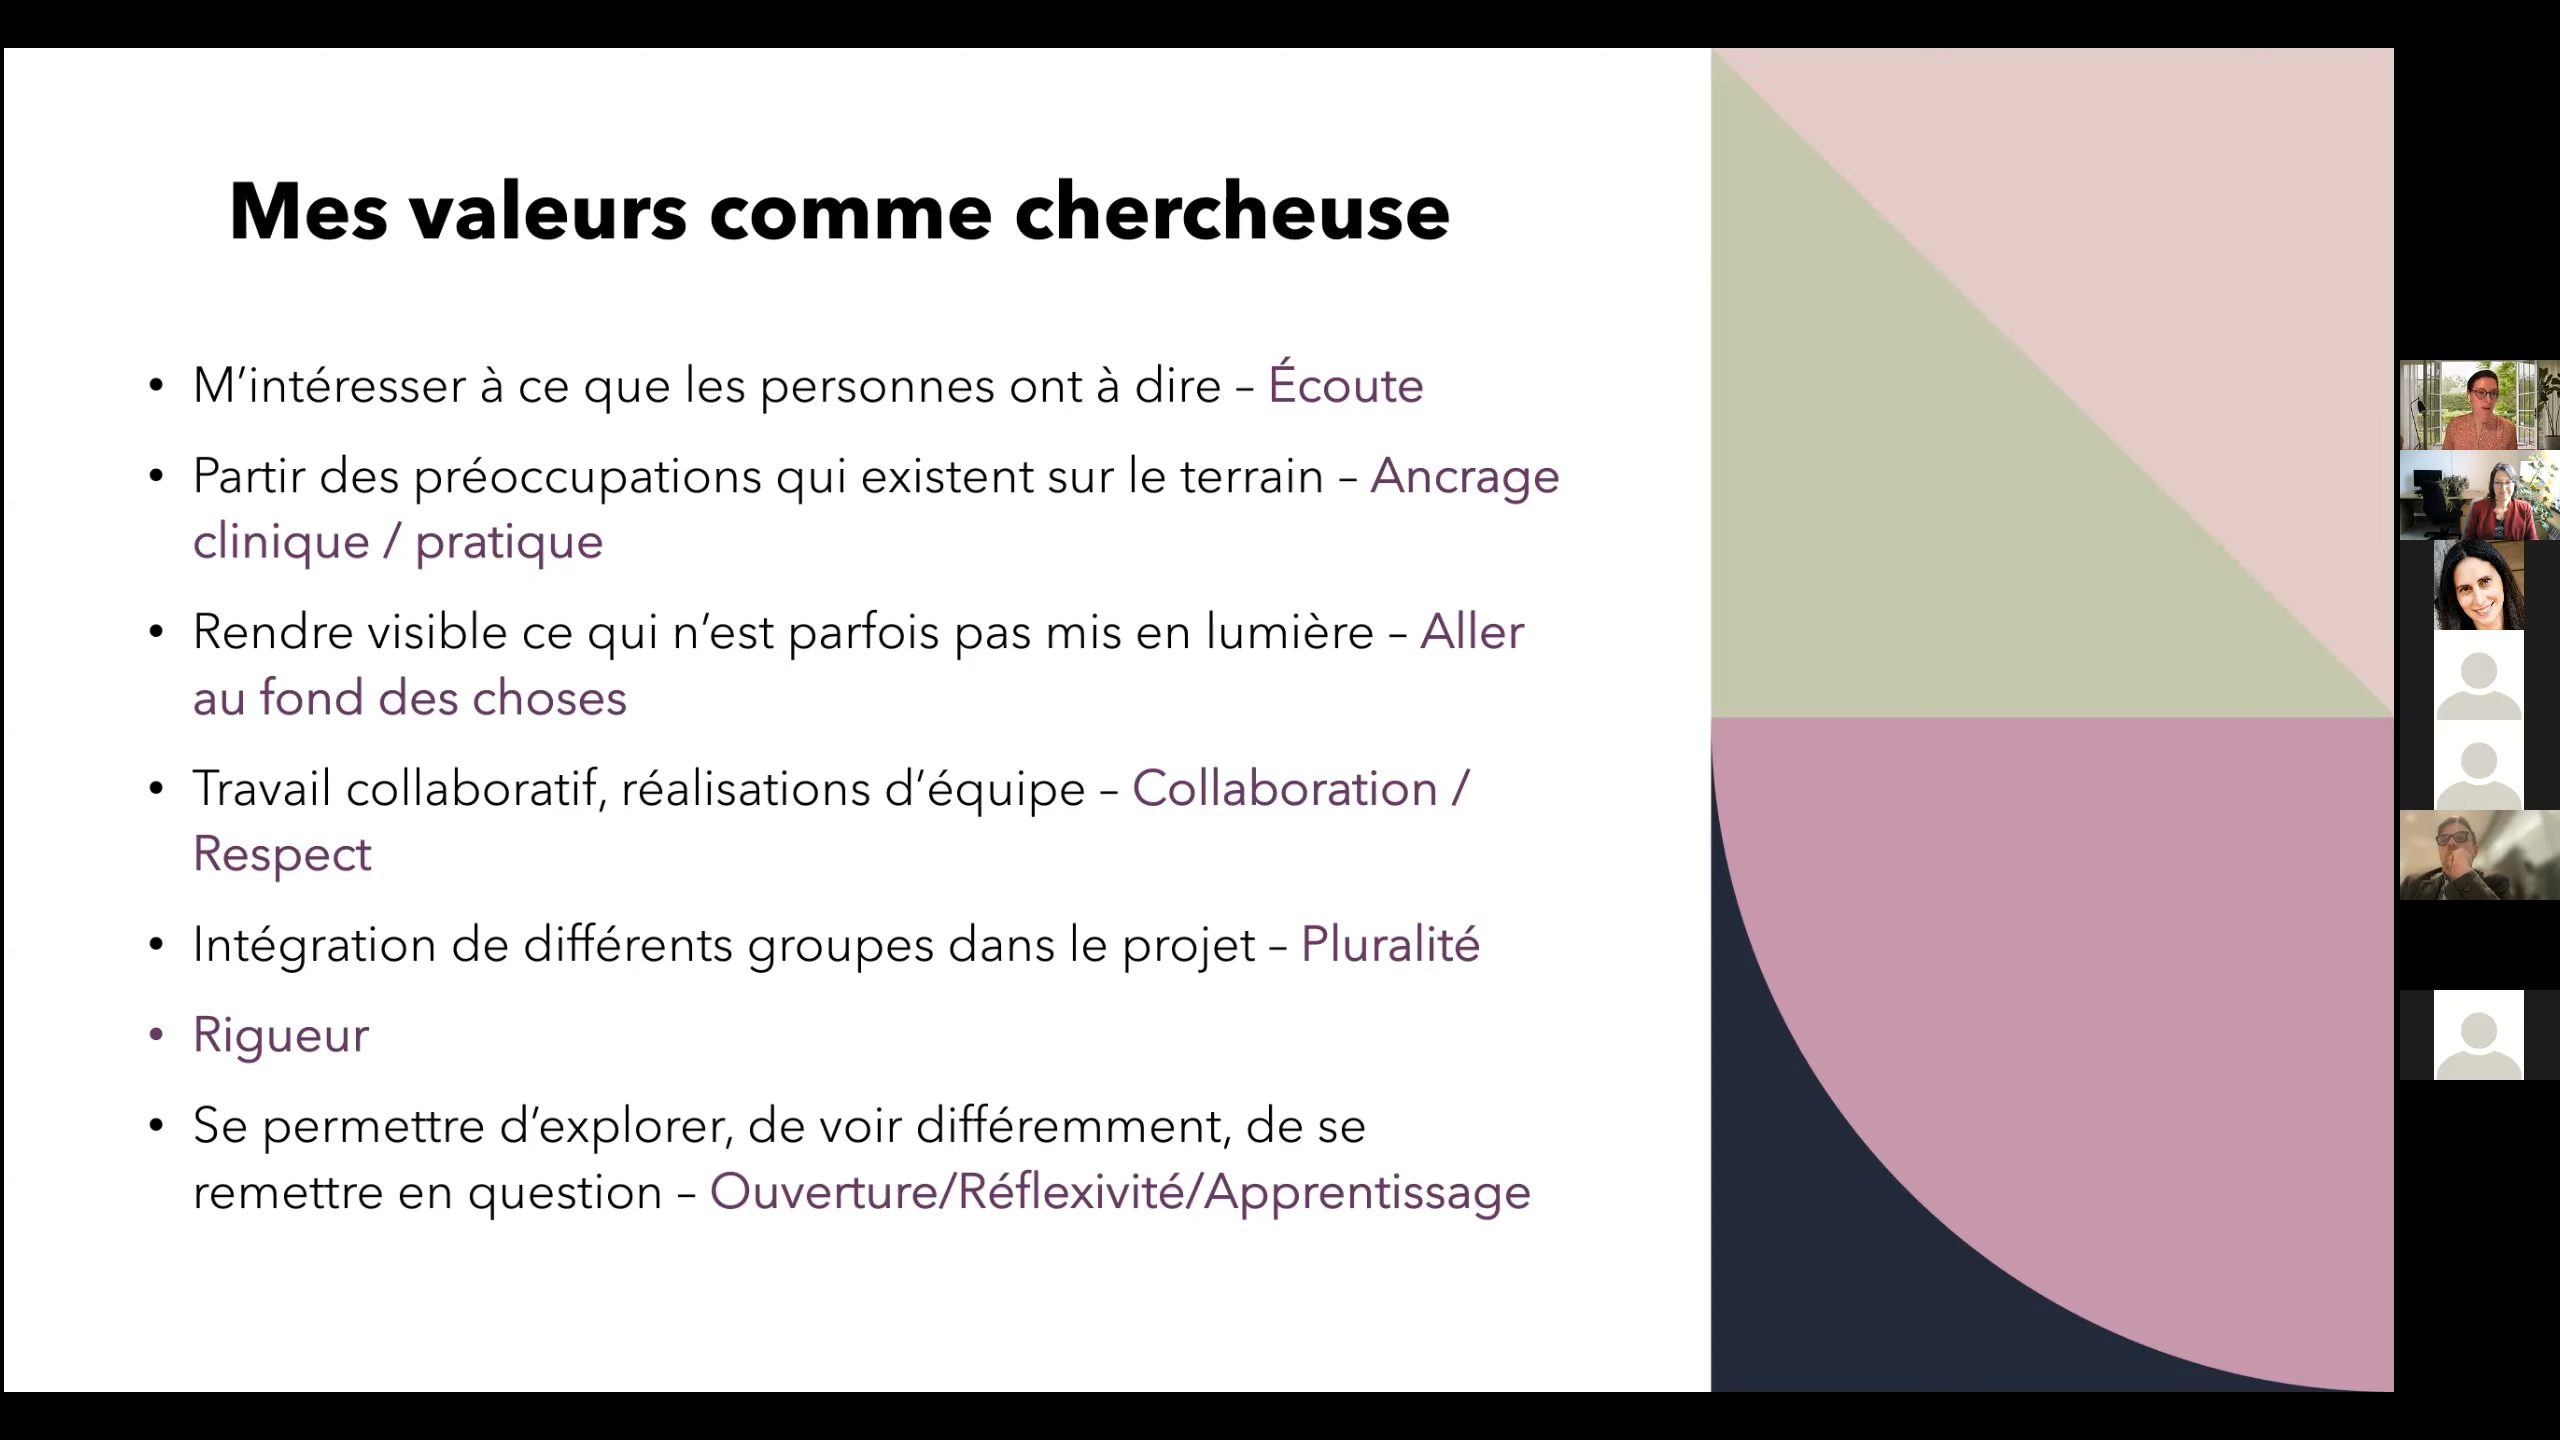 Mes valeurs comme chercheuse
• M’intéresser à ce que les personnes ont à dire – Écoute
• Partir des préoccupations qui existent sur le terrain – Ancrage
clinique / pratique
• Rendre visible ce qui n’est parfois pas mis en lumière – Aller
au fond des choses
• Travail collaboratif, réalisations d’équipe – Collaboration /
Respect
• Intégration de différents groupes dans le projet – Pluralité
• Rigueur
• Se permettre d’explorer, de voir différemment, de se
remettre en question – Ouverture/Réflexivité/Apprentissage